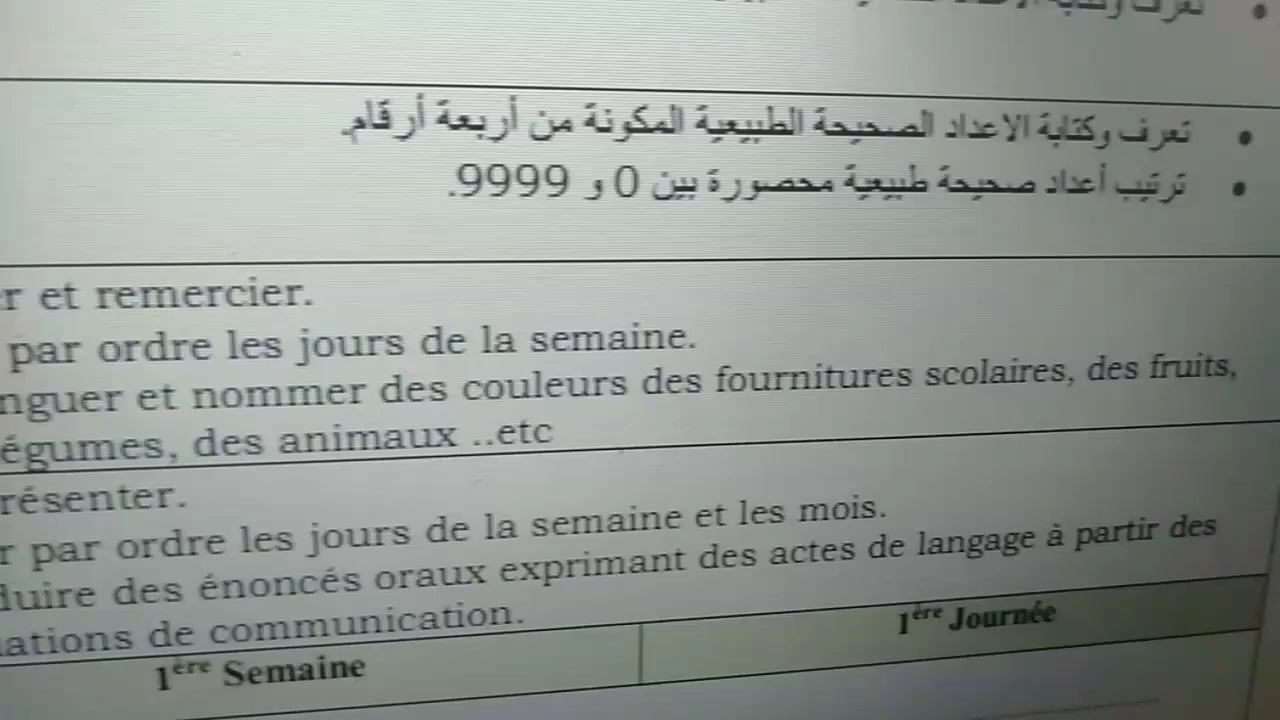 تعرف وكتابة الاعداد الصحيحة الطبيعية المكونة من أربعة أرقام.
ترتيب أعداد صحيحة طبيعية محصورة بين 0 و 9999.
r et remercier.
par ordre les jours de la semaine.
nguer et nommer des couleurs des fournitures scolaires, des fruits,
égumes, des animaux ..etc
résenter.
r par ordre les jours de la semaine et les mois.
duire des énoncés oraux exprimant des actes de langage à partir des
ations de communication.
1ère Semaine 1ère Journée